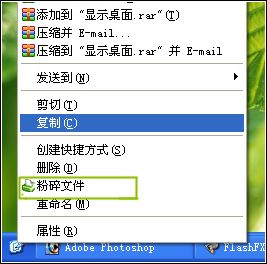 添加到 "显示桌面.rar"(T)
压缩并 E-mail...
压缩到 "显示桌面.rar" 并 E-mail
发送到(N)
剪切(T)
复制(C)
创建快捷方式(S)
删除(D)
粉碎文件
重命名(M)
属性(R)
Adobe Photoshop
FlashFX